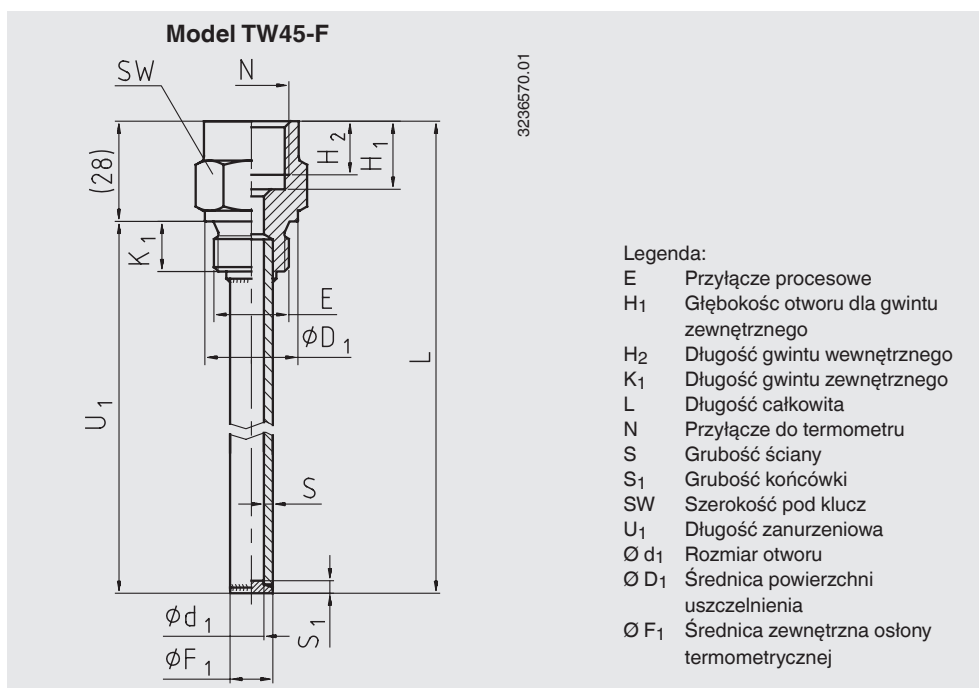 Model TW45-F
SW
N
3236570.01
H2
H1
(28)
K1
E
ØD1
L
U1
S
Ød1
S1
ØF1
Legenda:
E Przyłącze procesowe
H1 Głębokośc otworu dla gwintu
zewnętrznego
H2 Długość gwintu wewnętrznego
K1 Długość gwintu zewnętrznego
L Długość całkowita
N Przyłącze do termometru
S Grubość ściany
S1 Grubość końcówki
SW Szerokość pod klucz
U1 Długość zanurzeniowa
Ø d1 Rozmiar otworu
Ø D1 Średnica powierzchni
uszczelnienia
Ø F1 Średnica zewnętrzna osłony
termometrycznej